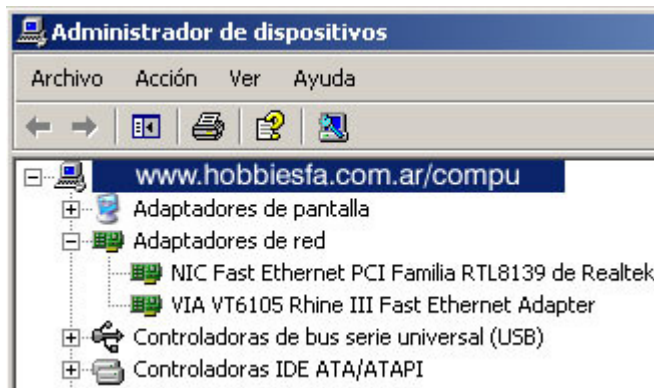 Administrador de dispositivos
Archivo Acción Ver Ayuda
www.hobbiesfa.com.ar/compu
Adaptadores de pantalla
Adaptadores de red
NIC Fast Ethernet PCI Familia RTL8139 de Realtek
VIA VT6105 Rhine III Fast Ethernet Adapter
Controladoras de bus serie universal (USB)
Controladoras IDE ATA/ATAPI